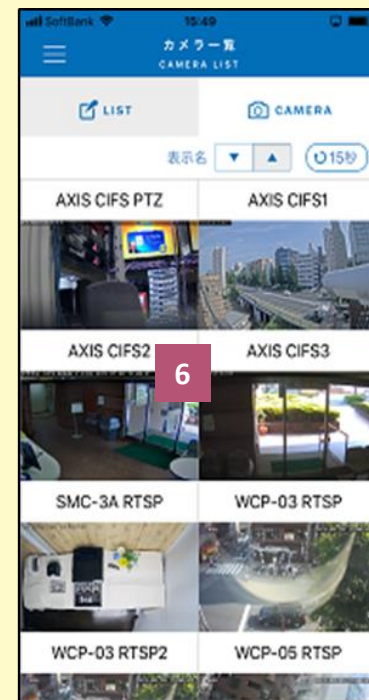 SoftBank 15:49
カメラ一覧
CAMERA LIST
LIST CAMERA
表示名 ▼ ▲ 15秒
AXIS CIFS PTZ AXIS CIFS1
AXIS CIFS2 AXIS CIFS3
6
SMC-3A RTSP WCP-03 RTSP
WCP-03 RTSP2 WCP-05 RTSP